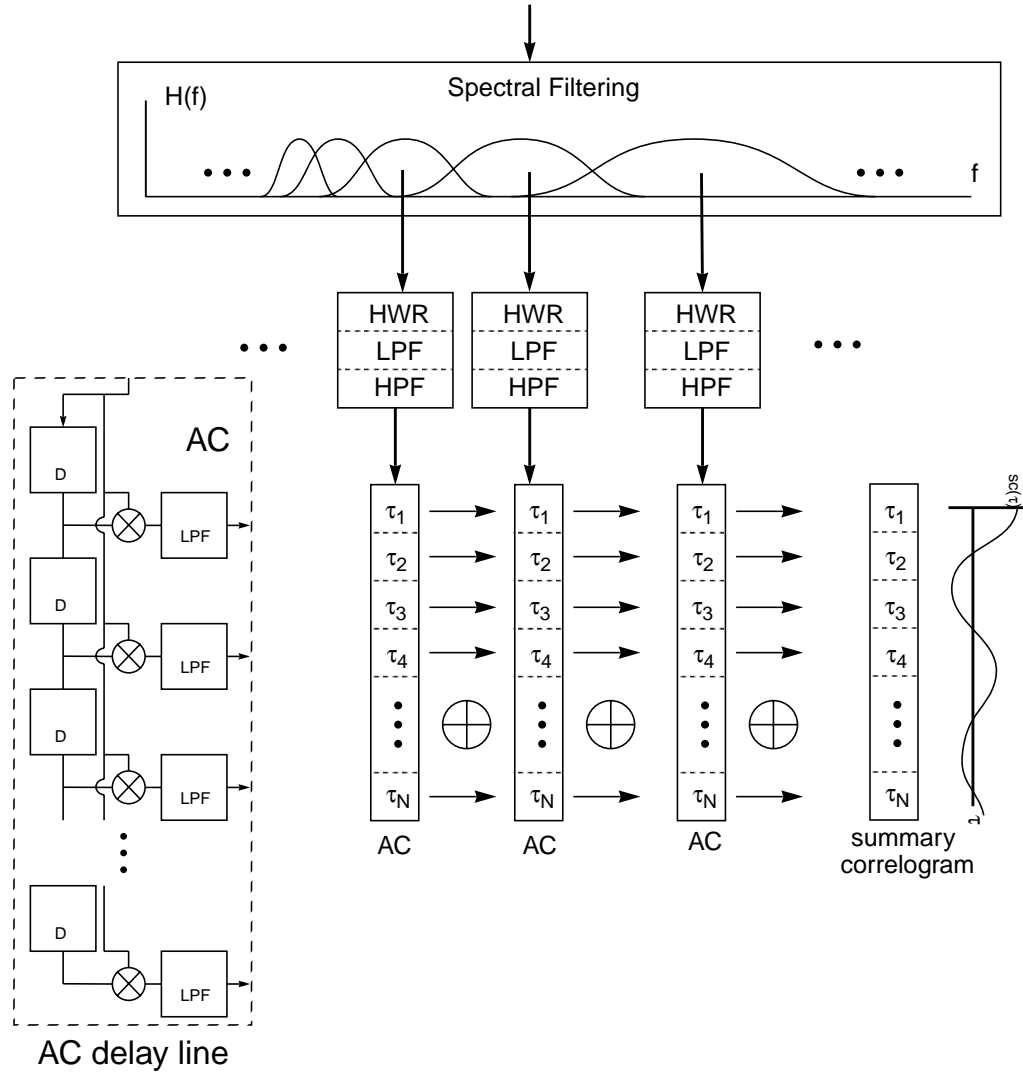 Spectral Filtering
H(f)
• • •
• • •
f
HWR
HWR
HWR
LPF
LPF
LPF
HPF
HPF
HPF
• • •
• • •
AC
D
LPF
D
LPF
D
LPF
D
LPF
AC delay line
τ1 τ1 τ1 τ1
τ2 τ2 τ2 τ2
τ3 τ3 τ3 τ3
τ4 τ4 τ4 τ4
τN τN τN τN
AC
AC
AC
summary
correlogram
sc(τ)
τ